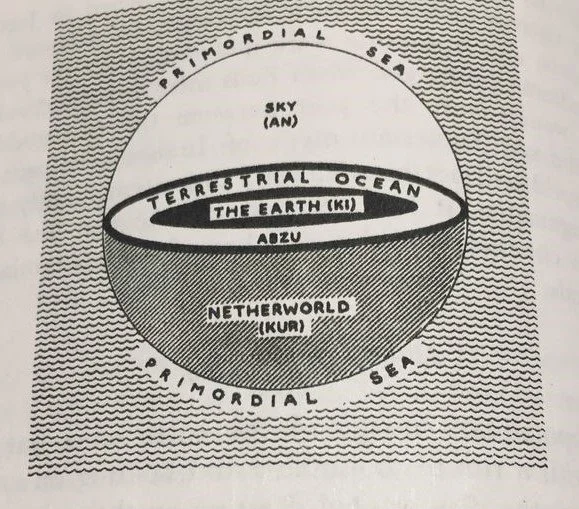 PRIMORDIAL SEA
SKY
(AN)
TERRESTRIAL OCEAN
THE EARTH (KI)
ABZU
NETHERWORLD
(KUR)
PRIMORDIAL SEA